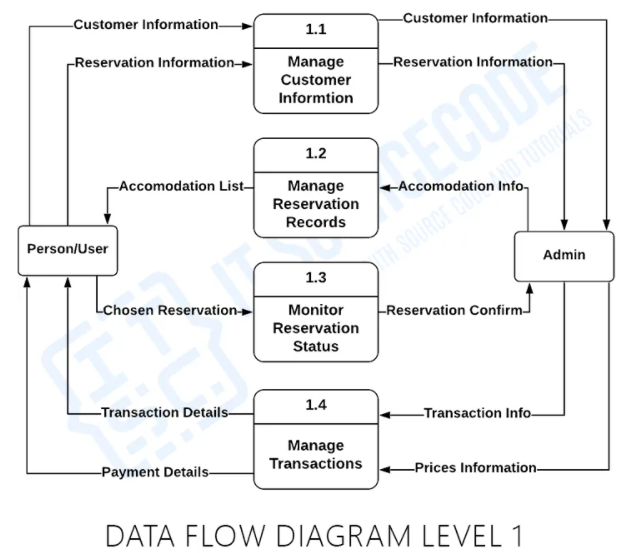 Customer Information
1.1
Customer Information
Reservation Information
Manage
Customer
Informtion
Reservation Information
1.2
Accomodation List
Manage
Reservation
Records
Accomodation Info
Person/User
Admin
1.3
Chosen Reservation
Monitor
Reservation
Status
Reservation Confirm
1.4
Transaction Details
Transaction Info
Manage
Transactions
Payment Details
Prices Information
IT SOURCECODE
WITH SOURCE CODE AND TUTORIALS
DATA FLOW DIAGRAM LEVEL 1